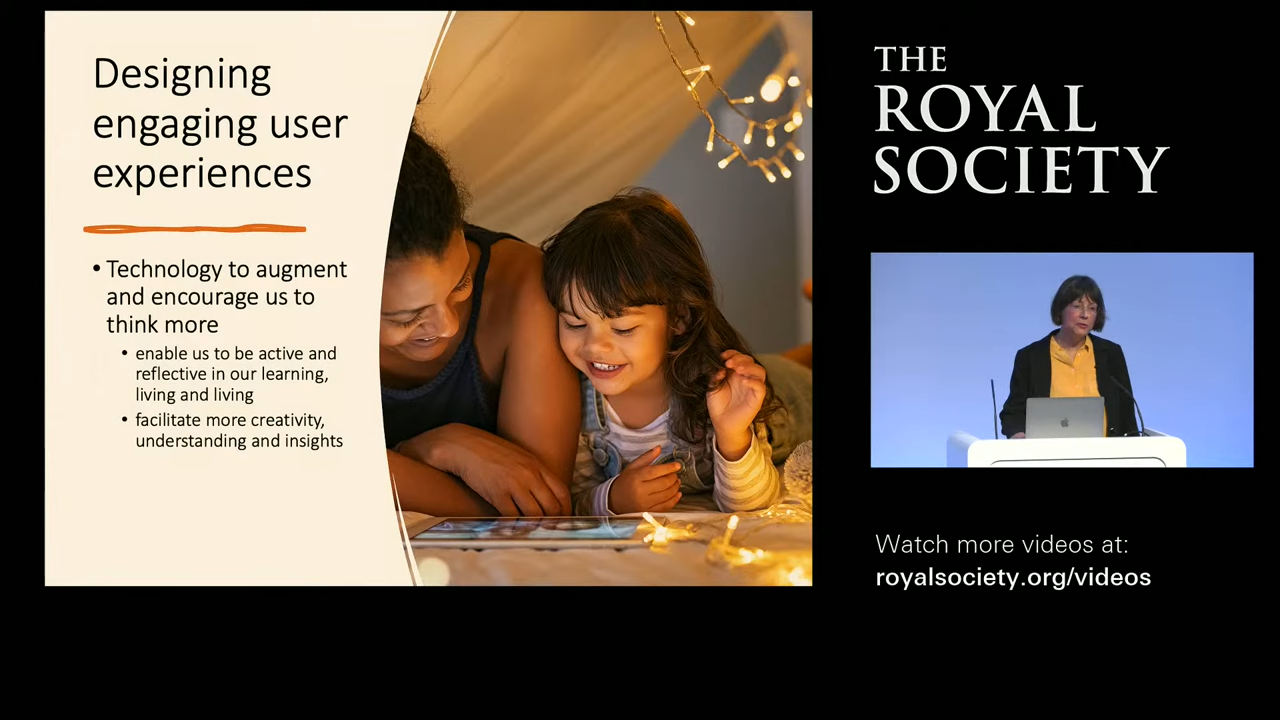 Designing
engaging user
experiences
• Technology to augment
and encourage us to
think more
• enable us to be active and
reflective in our learning,
living and living
• facilitate more creativity,
understanding and insights
THE
ROYAL
SOCIETY
Watch more videos at:
royalsociety.org/videos